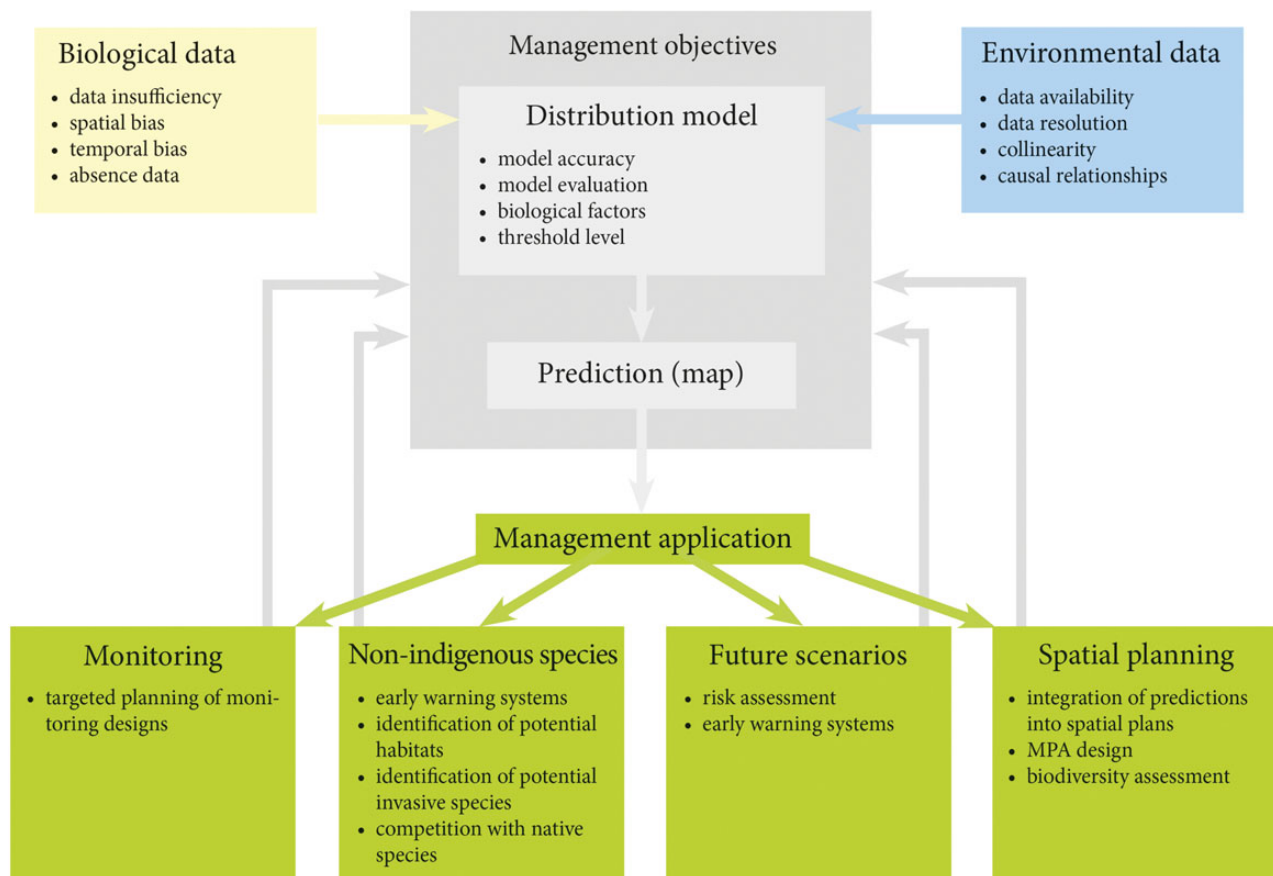 Biological data
• data insufficiency
• spatial bias
• temporal bias
• absence data
Management objectives
Distribution model
• model accuracy
• model evaluation
• biological factors
• threshold level
Environmental data
• data availability
• data resolution
• collinearity
• causal relationships
Prediction (map)
Management application
Monitoring
• targeted planning of moni-
toring designs
Non-indigenous species
• early warning systems
• identification of potential
habitats
• identification of potential
invasive species
• competition with native
species
Future scenarios
• risk assessment
• early warning systems
Spatial planning
• integration of predictions
into spatial plans
• MPA design
• biodiversity assessment